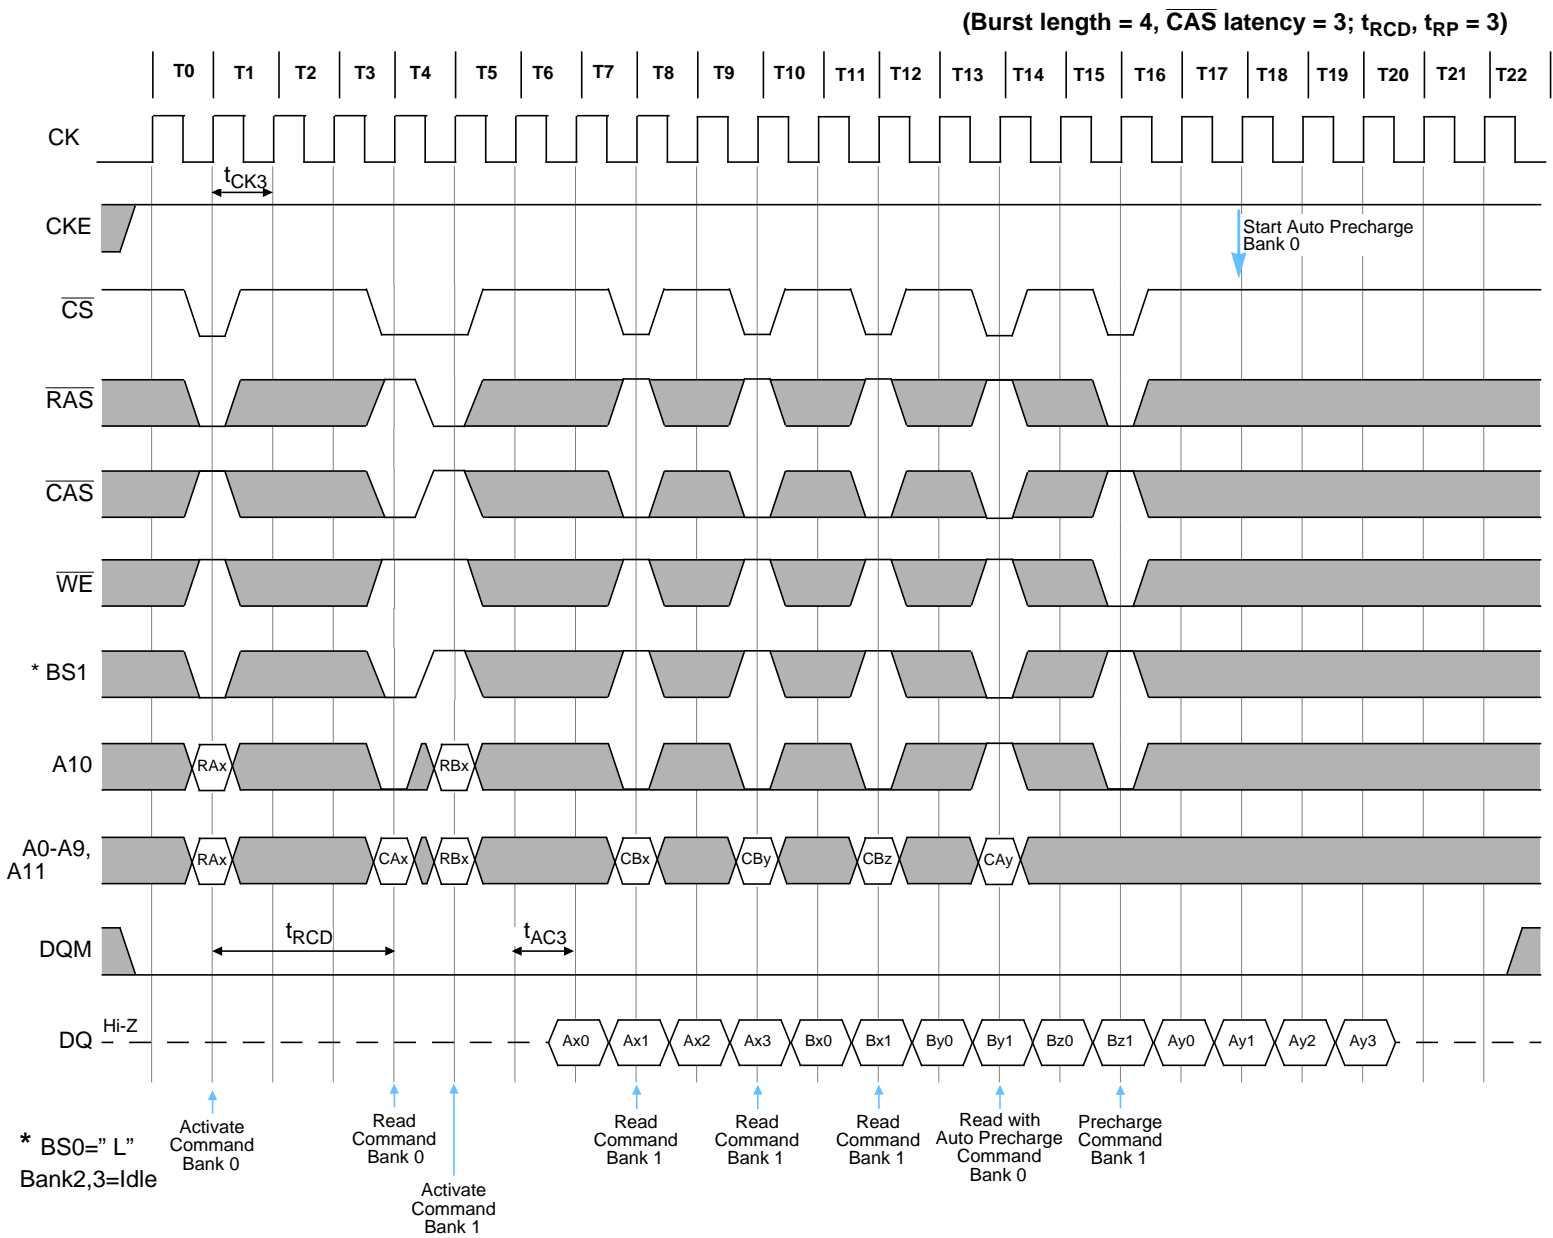 (Burst length = 4, CAS latency = 3; tRCD, tRP = 3)
T0 T1 T2 T3 T4 T5 T6 T7 T8 T9 T10 T11 T12 T13 T14 T15 T16 T17 T18 T19 T20 T21 T22
CK
tCK3
CKE
Start Auto Precharge
Bank 0
CS
RAS
CAS
WE
* BS1
A10
RAx RBx
A0-A9,
A11
RAx CAx RBx CBx CBy CBz CAy
DQM
tRCD
tAC3
DQ
Hi-Z
Ax0 Ax1 Ax2 Ax3 Bx0 Bx1 By0 By1 Bz0 Bz1 Ay0 Ay1 Ay2 Ay3
Activate
Command
Bank 0
Read
Command
Bank 0
Activate
Command
Bank 1
Read
Command
Bank 1
Read
Command
Bank 1
Read
Command
Bank 1
Read with
Auto Precharge
Command
Bank 0
Precharge
Command
Bank 1
* BS0=” L”
Bank2,3=Idle